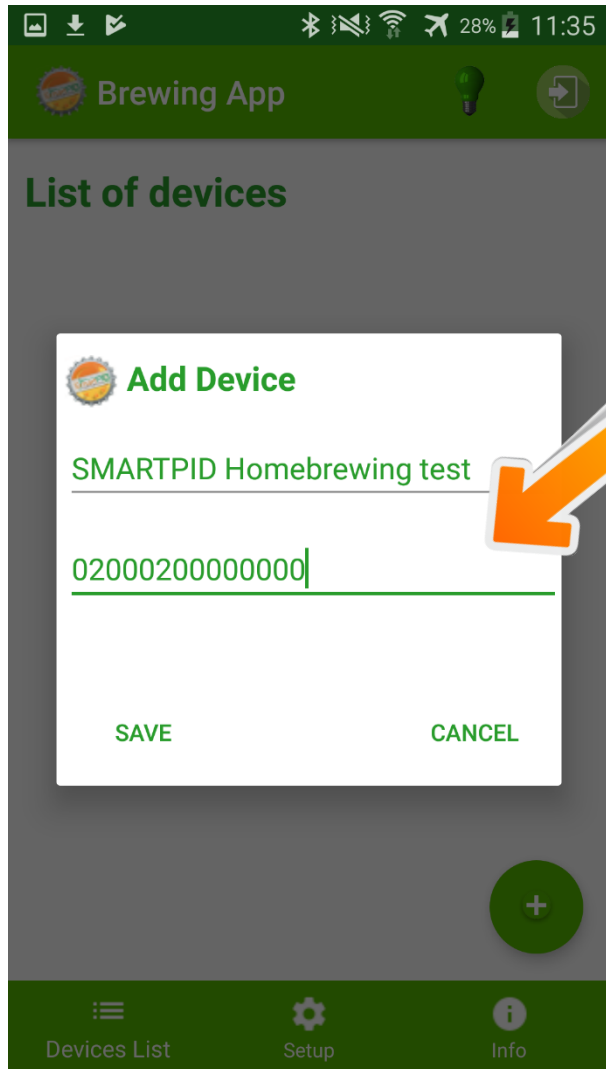 28% 11:35
Brewing App
List of devices
Add Device
SMARTPID Homebrewing test
02000200000000
SAVE CANCEL
Devices List Setup Info